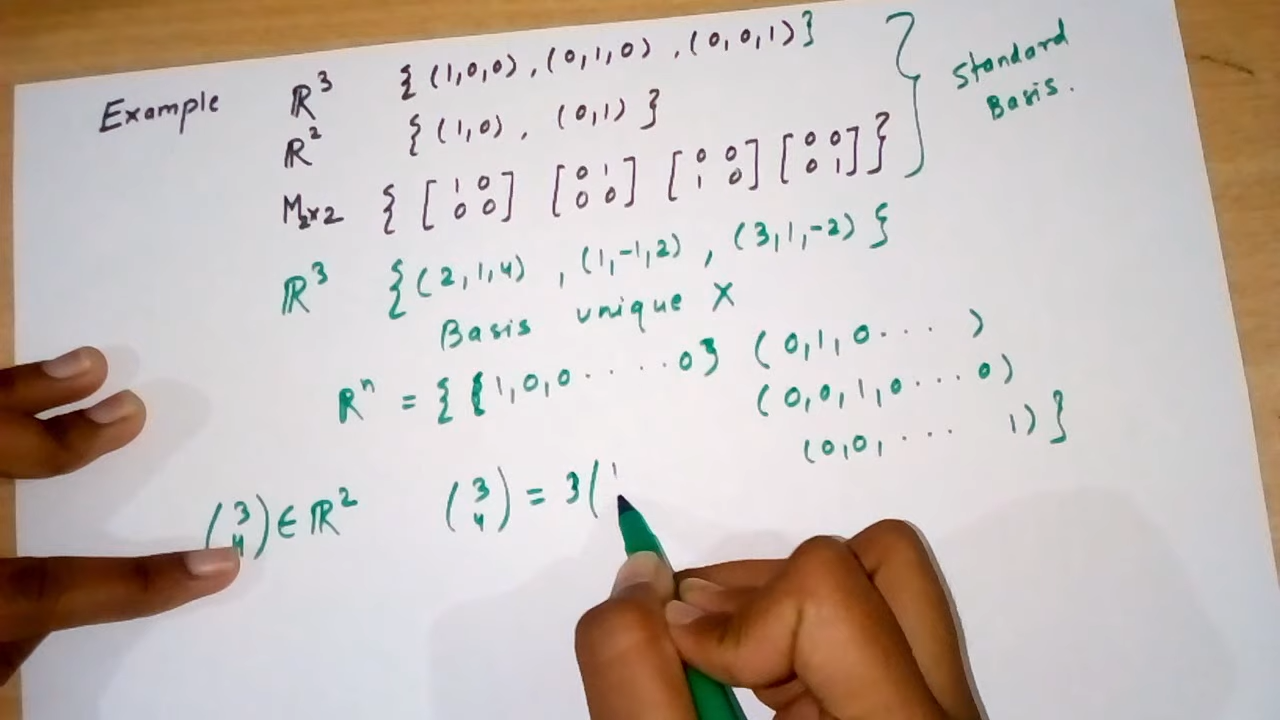 Example ℝ³ {(1,0,0), (0,1,0), (0,0,1)}
ℝ² {(1,0), (0,1)}
M₂ₓ₂ { [1 0
0 0] [0 1
0 0] [0 0
1 0] [0 0
0 1] }
Standard
Basis.
ℝ³ {(2,1,4), (1,-1,2), (3,1,-2)}
Basis unique X
ℝⁿ = {{1,0,0.....0} (0,1,0... )
(0,0,1,0...0)
(0,0,... 1)}
(3
4) ∈ ℝ² (3
4) = 3(1